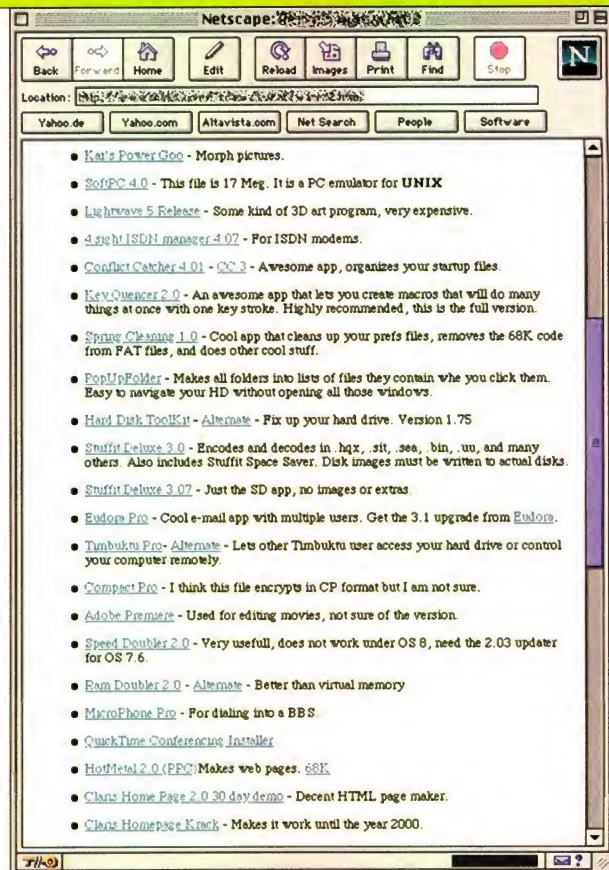 Netscape:
Back Forward Home Edit Reload Images Print Find Stop
N
Location:
Yahoo.de Yahoo.com Altavista.com Net Search People Software
Kai's Power Goo - Morph pictures.
SoftPC 4.0 - This file is 17 Meg. It is a PC emulator for UNIX
Lightwave 5 Release - Some kind of 3D art program, very expensive.
4 sight ISDN manager 4.07 - For ISDN modems.
Conflict Catcher 4.01 - CC 3 - Awesome app, organizes your startup files.
Key Quencer 2.0 - An awesome app that lets you create macros that will do many
things at once with one key stroke. Highly recommended, this is the full version.
Spring Cleaning 1.0 - Cool app that cleans up your prefs files, removes the 68K code
from FAT files, and does other cool stuff.
PopUpFolder - Makes all folders into lists of files they contain whe you click them.
Easy to navigate your HD without opening all those windows.
Hard Disk ToolKit - Alternate - Fix up your hard drive. Version 1.75
Stuffit Deluxe 3.0 - Encodes and decodes in .hqx, .sit, .sea, .bin, .uu, and many
others. Also includes Stuffit Space Saver. Disk images must be written to actual disks.
Stuffit Deluxe 3.07 - Just the SD app, no images or extras
Eudora Pro - Cool e-mail app with multiple users. Get the 3.1 upgrade from Eudora.
Timbuktu Pro- Alternate - Lets other Timbuktu user access your hard drive or control
your computer remotely.
Compact Pro - I think this file encrypts in CP format but I am not sure.
Adobe Premiere - Used for editing movies, not sure of the version.
Speed Doubler 2.0 - Very usefull, does not work under OS 8, need the 2.03 updater
for OS 7.6.
Ram Doubler 2.0 - Alternate - Better than virtual memory
MicroPhone Pro - For dialing into a BBS
QuickTime Conferencing Installer
HotMetal 2.0 (PPC)Makes web pages. 68K
Claris Home Page 2.0 30 day demo - Decent HTML page maker.
Claris Homepage Krack - Makes it work until the year 2000.